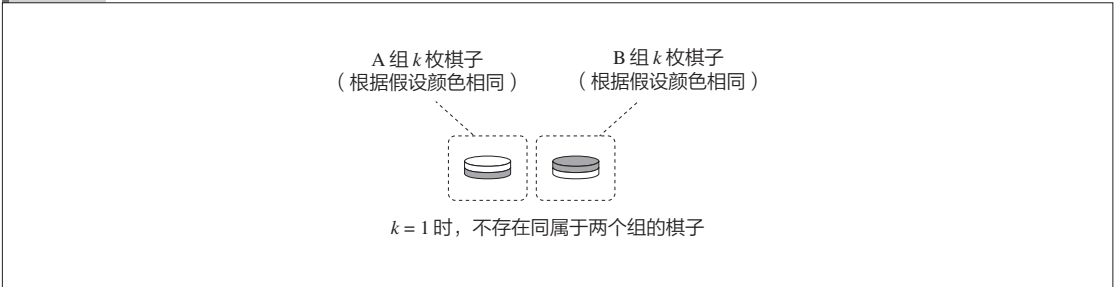 A 组 k 枚棋子
（根据假设颜色相同）
B 组 k 枚棋子
（根据假设颜色相同）
k = 1 时，不存在同属于两个组的棋子